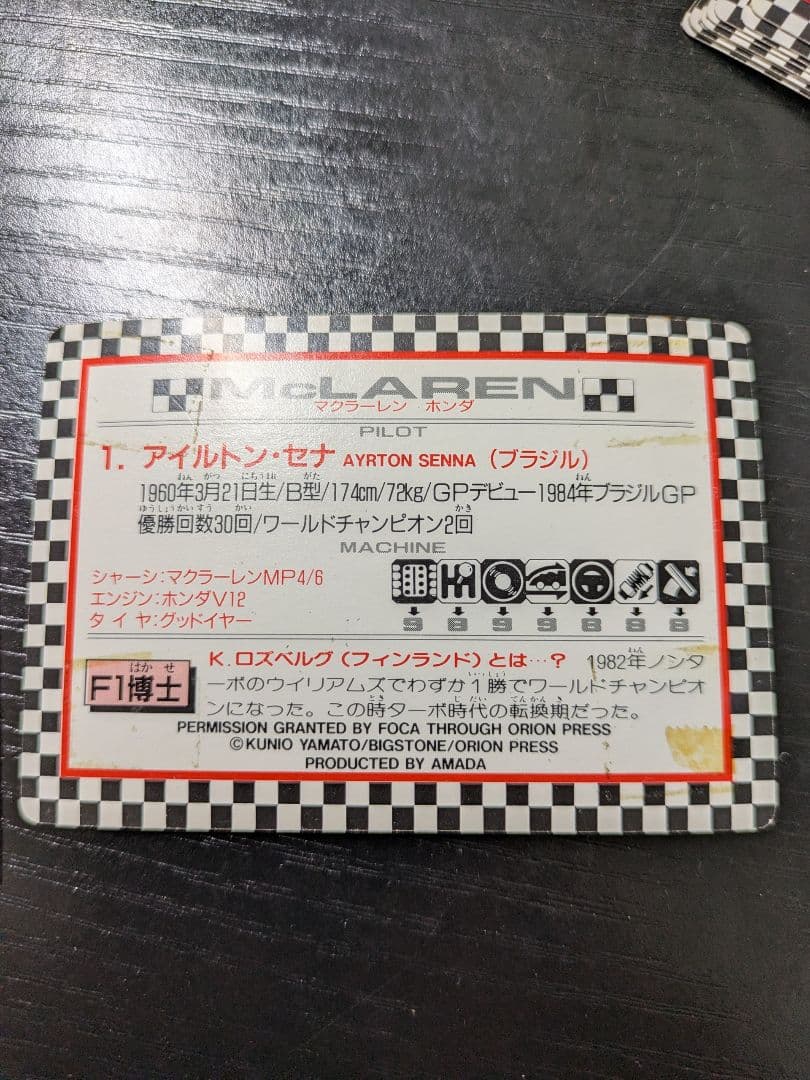 McLAREN
マクラーレン ホンダ
PILOT
1. アイルトン・セナ AYRTON SENNA (ブラジル)
1960年3月21日生/B型/174cm/72kg/GPデビュー1984年ブラジルGP
優勝回数30回/ワールドチャンピオン2回
MACHINE
シャーシ:マクラーレンMP4/6
エンジン:ホンダV12
タイヤ:グッドイヤー
9 8 9 9 8 8 8
F1博士
K.ロズベルグ(フィンランド)とは…? 1982年ノンタ
ーボのウイリアムズでわずか1勝でワールドチャンピオ
ンになった。この時ターボ時代の転換期だった。
PERMISSION GRANTED BY FOCA THROUGH ORION PRESS
©KUNIO YAMATO/BIGSTONE/ORION PRESS
PRODUCED BY AMADA